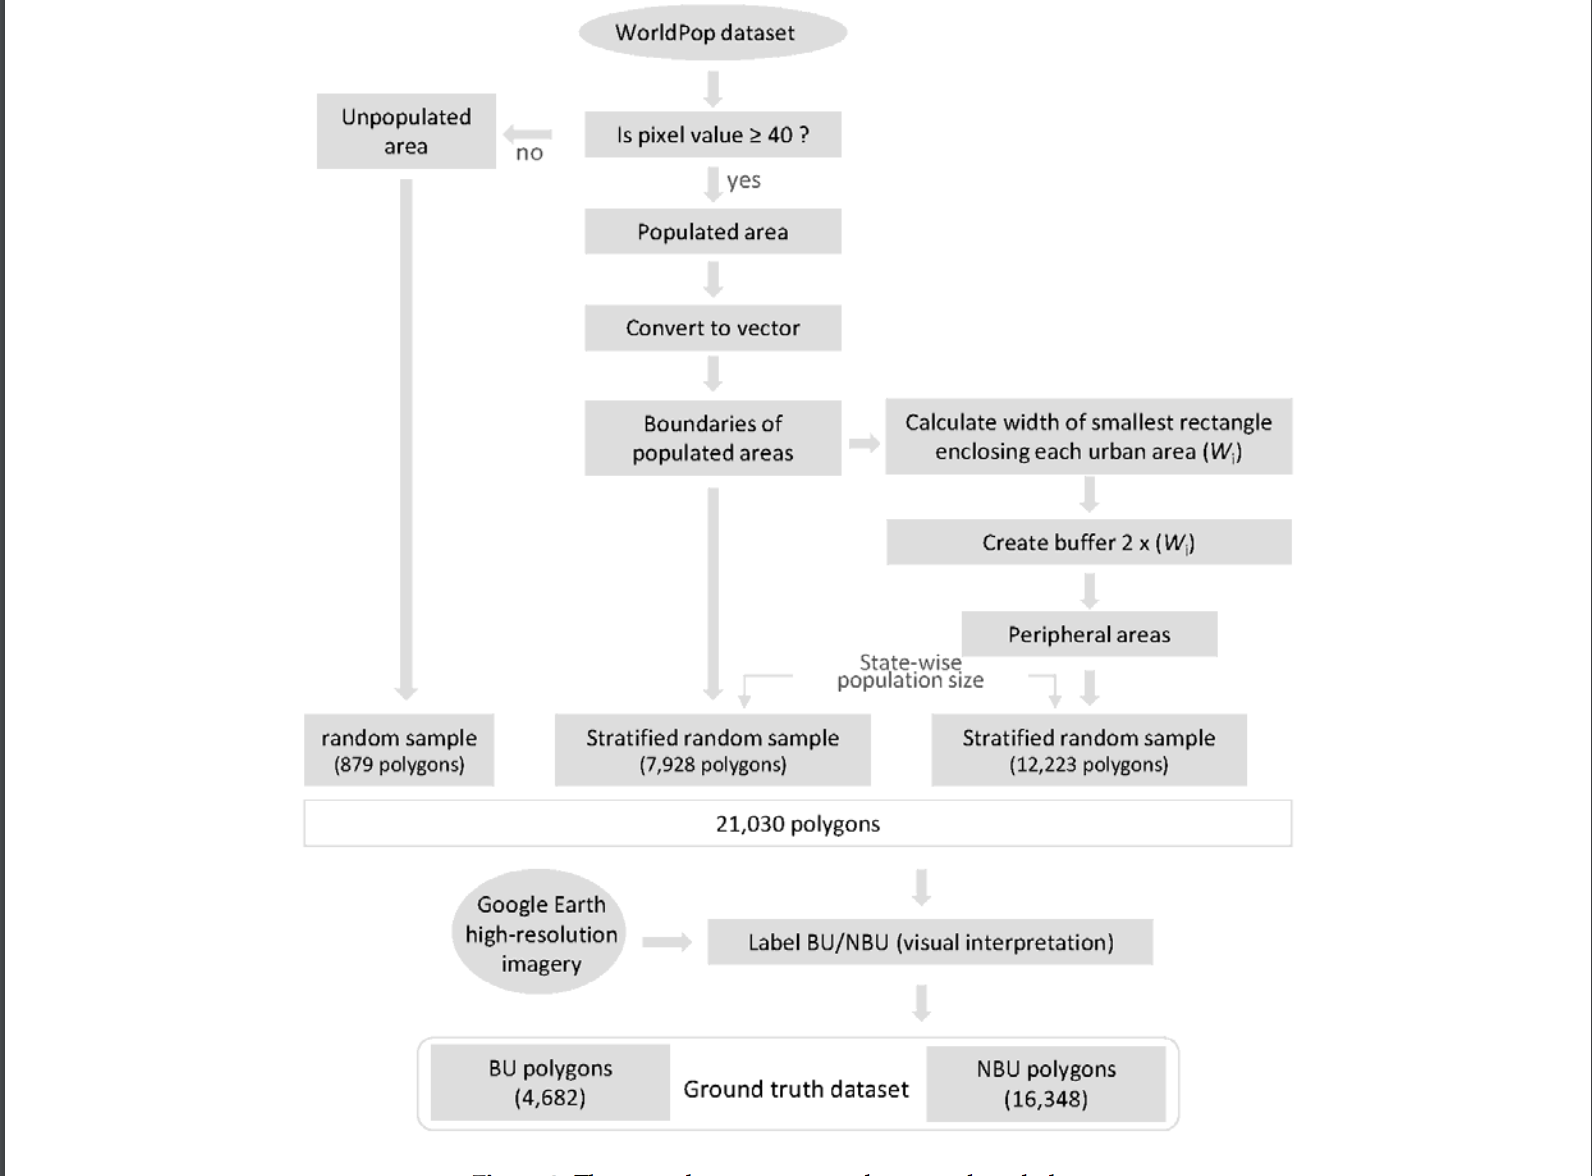 WorldPop dataset
Unpopulated
area
Is pixel value ≥ 40 ?
no
yes
Populated area
Convert to vector
Boundaries of
populated areas
Calculate width of smallest rectangle
enclosing each urban area (Wi)
Create buffer 2 x (Wi)
Peripheral areas
State-wise
population size
random sample
(879 polygons)
Stratified random sample
(7,928 polygons)
Stratified random sample
(12,223 polygons)
21,030 polygons
Google Earth
high-resolution
imagery
Label BU/NBU (visual interpretation)
BU polygons
(4,682)
Ground truth dataset
NBU polygons
(16,348)